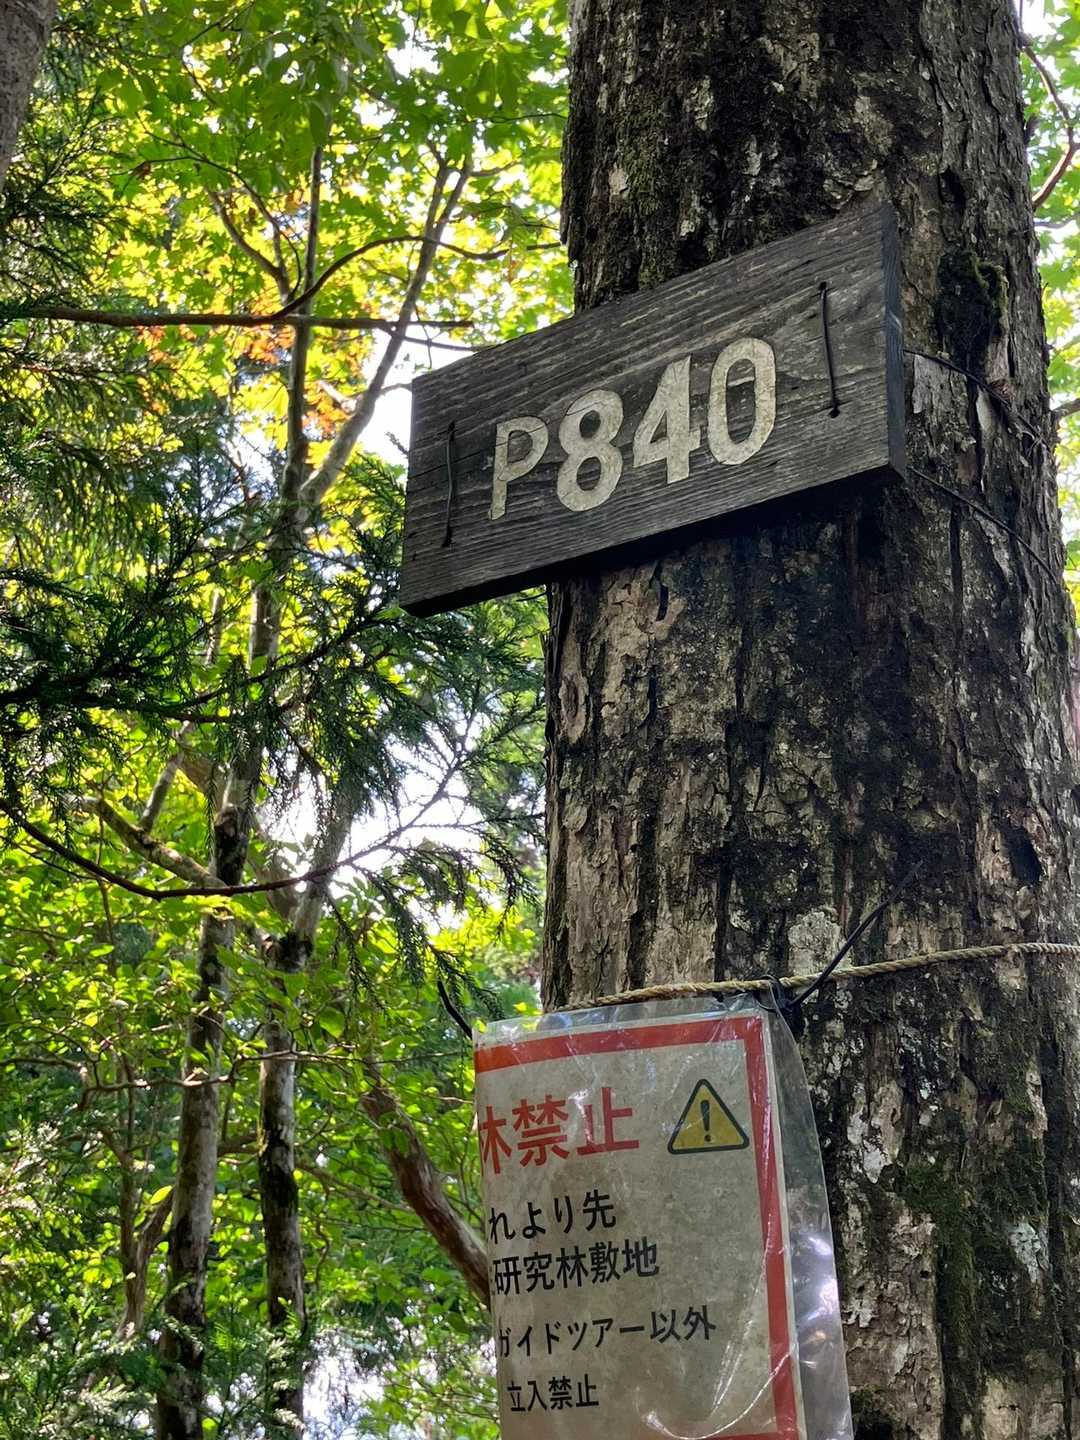 P840
林禁止
れより先
研究林敷地
ガイドツアー以外
立入禁止